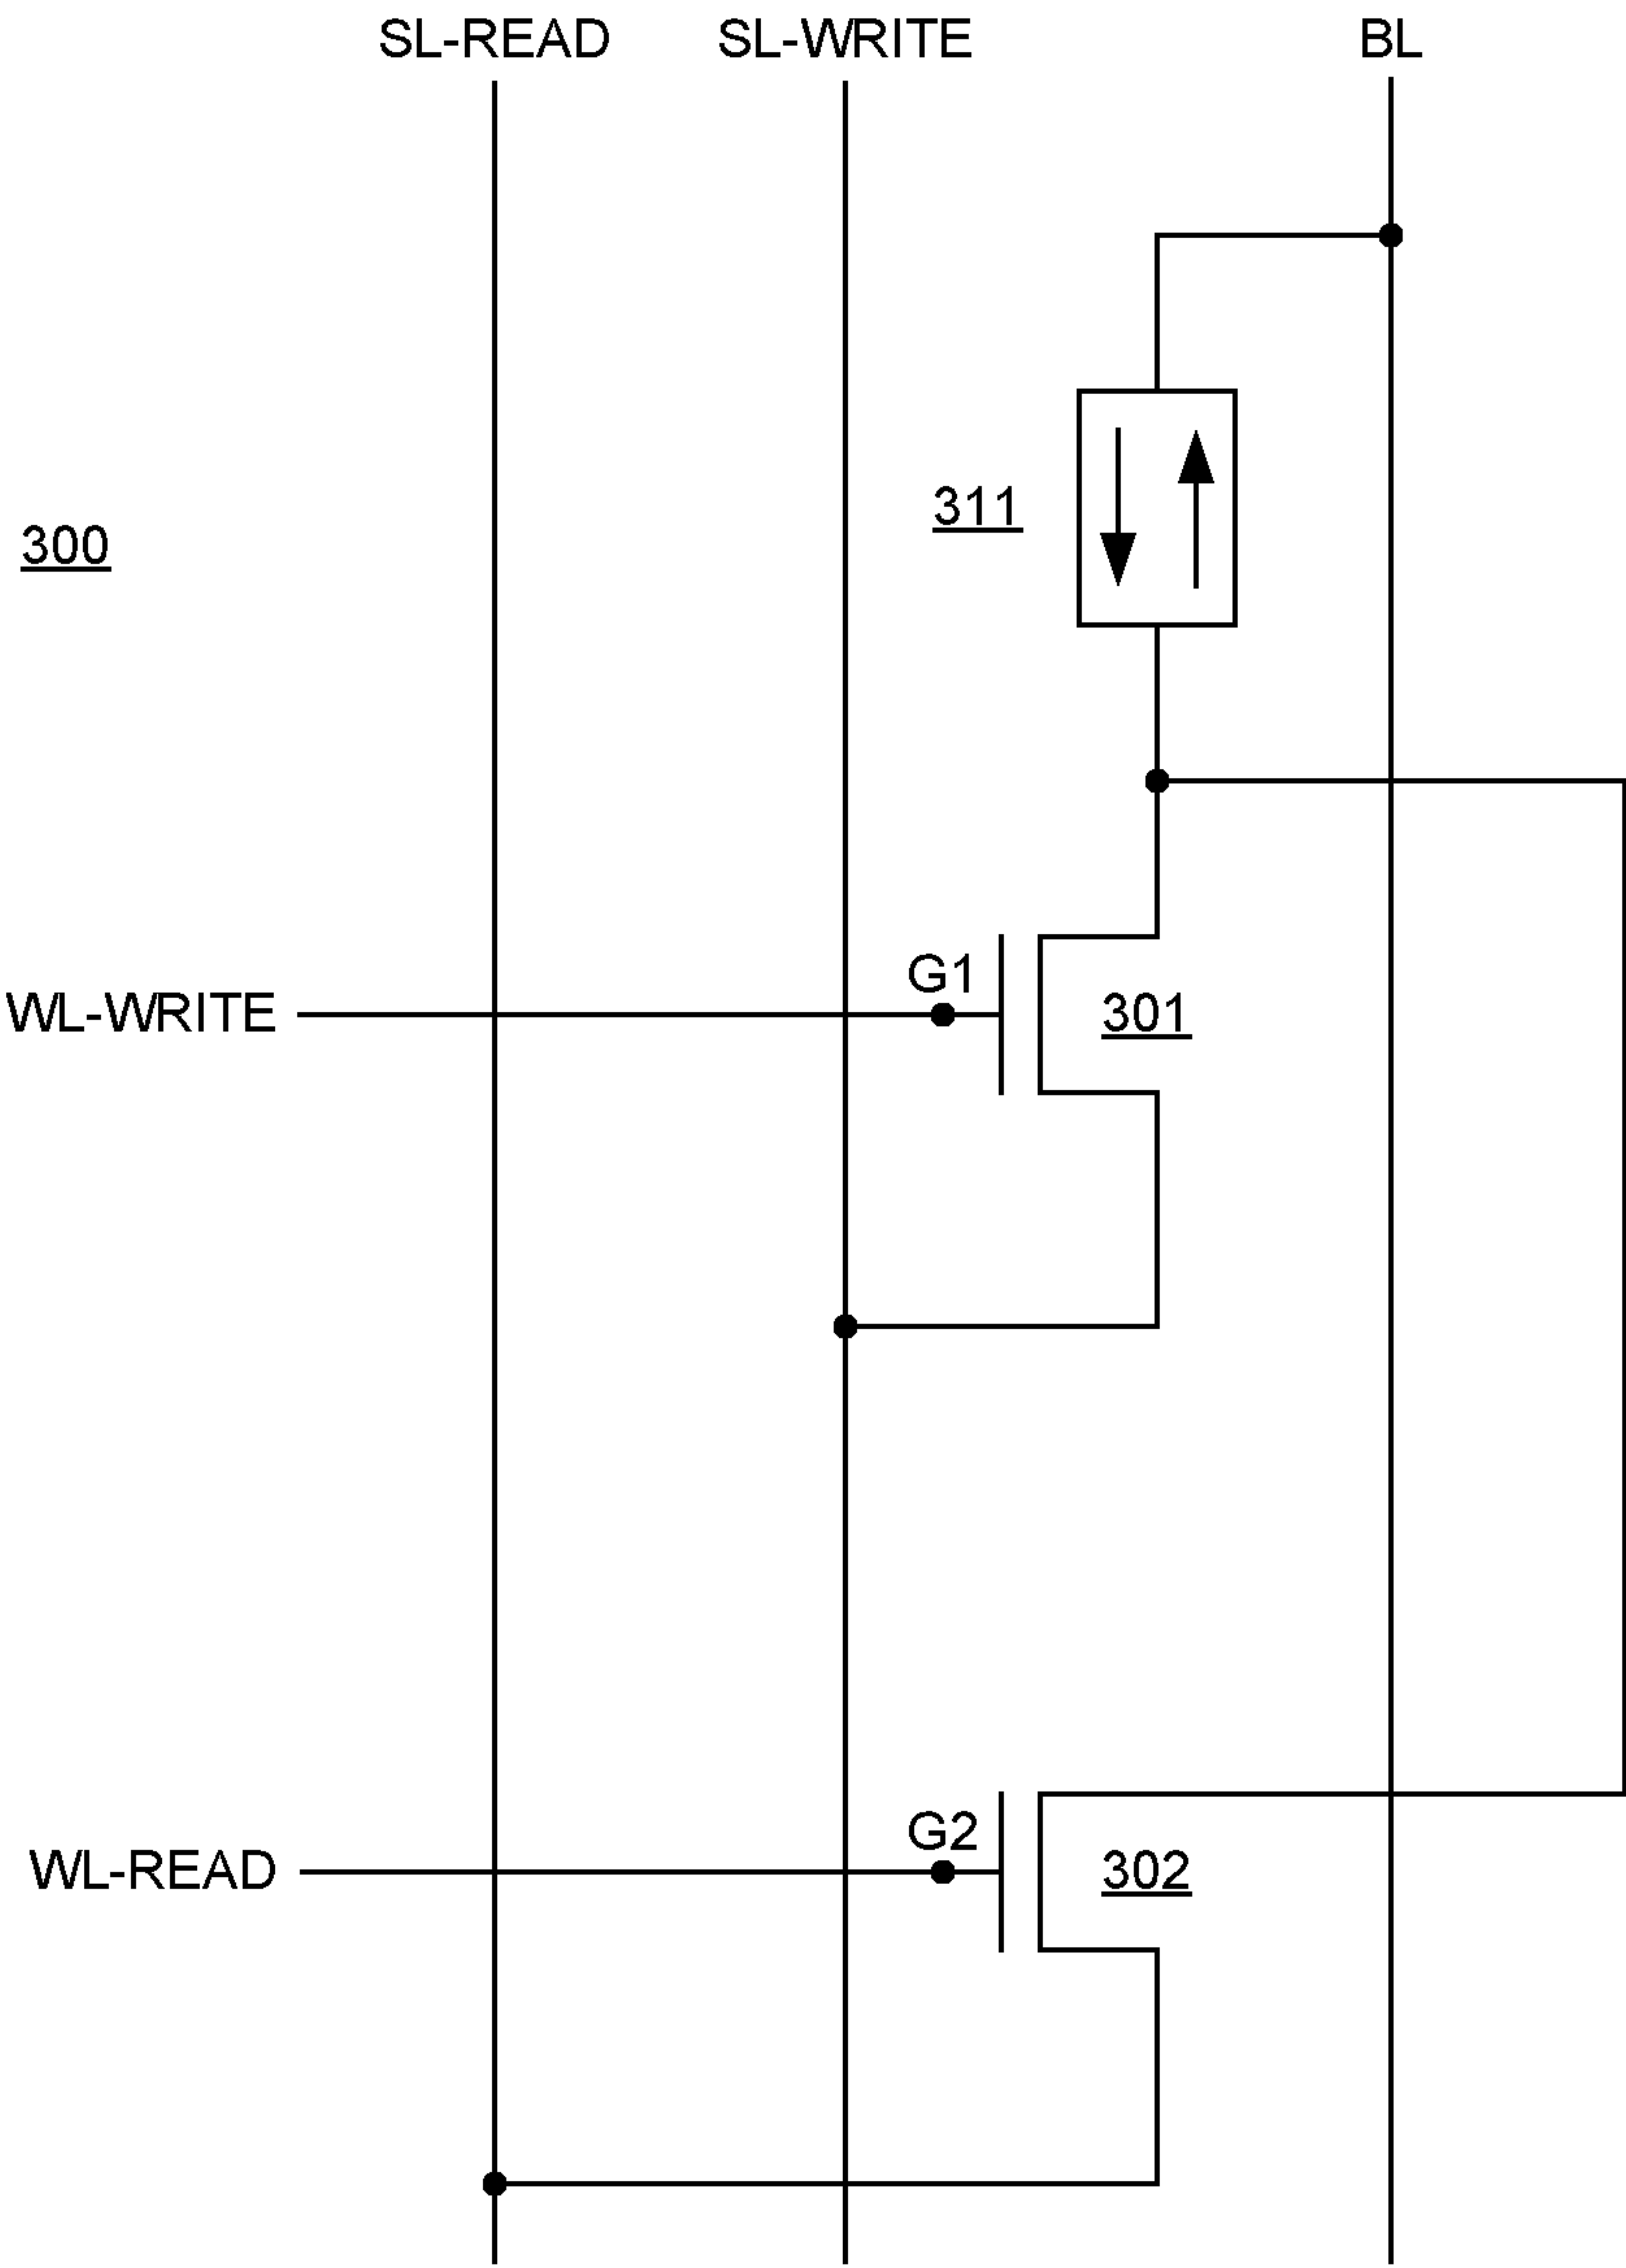 SL-READ SL-WRITE BL
311
300
G1
WL-WRITE 301
G2
WL-READ 302